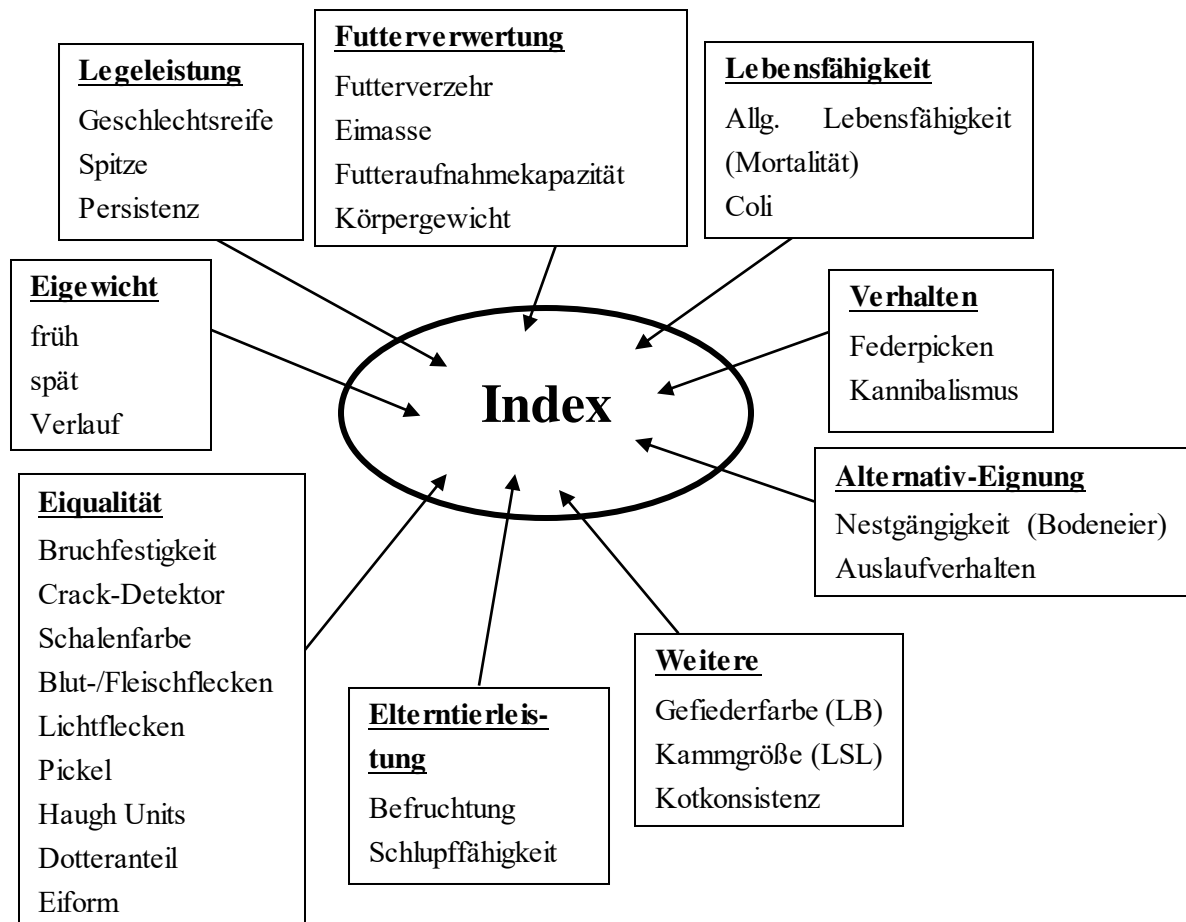 Legeleistung
Geschlechtsreife
Spitze
Persistenz
Futterverwertung
Futterverzehr
Eimasse
Futteraufnahmekapazität
Körpergewicht
Lebensfähigkeit
Allg. Lebensfähigkeit
(Mortalität)
Coli
Eigewicht
früh
spät
Verlauf
Index
Verhalten
Federpicken
Kannibalismus
Eiqualität
Bruchfestigkeit
Crack-Detektor
Schalenfarbe
Blut-/Fleischflecken
Lichtflecken
Pickel
Haugh Units
Dotteranteil
Eiform
Alternativ-Eignung
Nestgängigkeit (Bodeneier)
Auslaufverhalten
Elterntierleis-
tung
Befruchtung
Schlupffähigkeit
Weitere
Gefiederfarbe (LB)
Kammgröße (LSL)
Kotkonsistenz